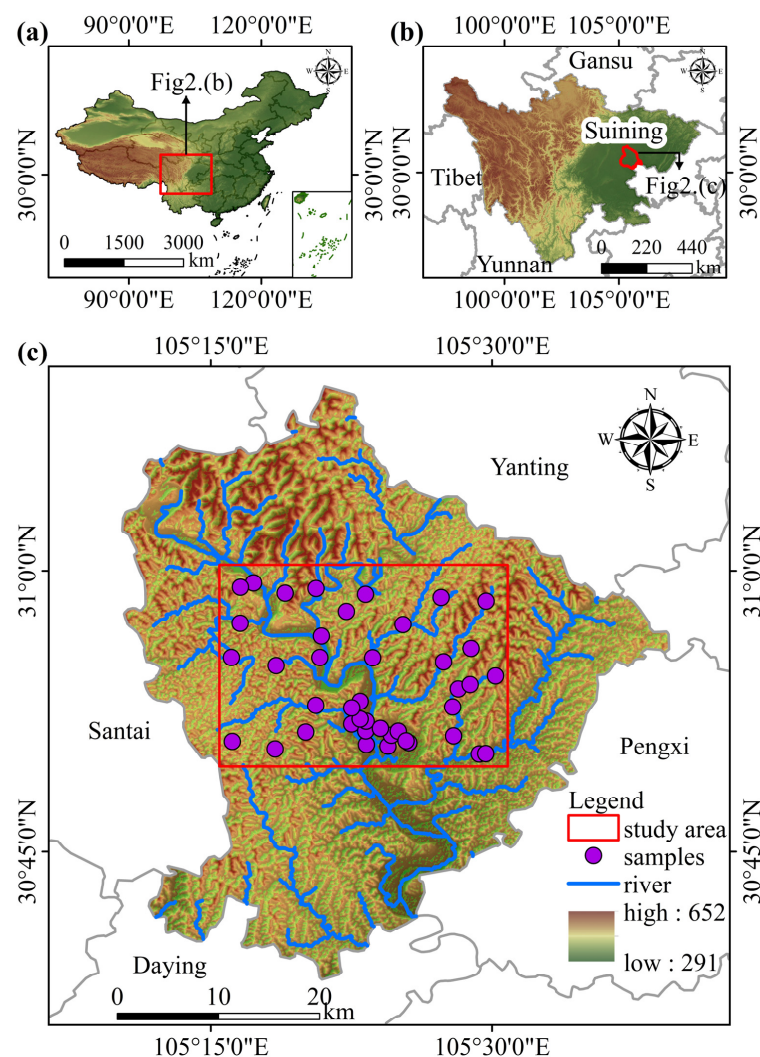 (a)
90°0'0"E 120°0'0"E
N
W E
S
Fig2.(b)
30°0'0"N
30°0'0"N
0 1500 3000
km
90°0'0"E 120°0'0"E
(b)
100°0'0"E 105°0'0"E
Gansu
N
W E
S
Suining
Tibet
Fig2.(c)
30°0'0"N
0 220 440
km
Yunnan
100°0'0"E 105°0'0"E
(c)
105°15'0"E 105°30'0"E
N
W E
S
Yanting
31°0'0"N
31°0'0"N
Santai
Pengxi
30°45'0"N
30°45'0"N
Legend
study area
samples
river
high : 652
low : 291
Daying
0 10 20
km
105°15'0"E 105°30'0"E